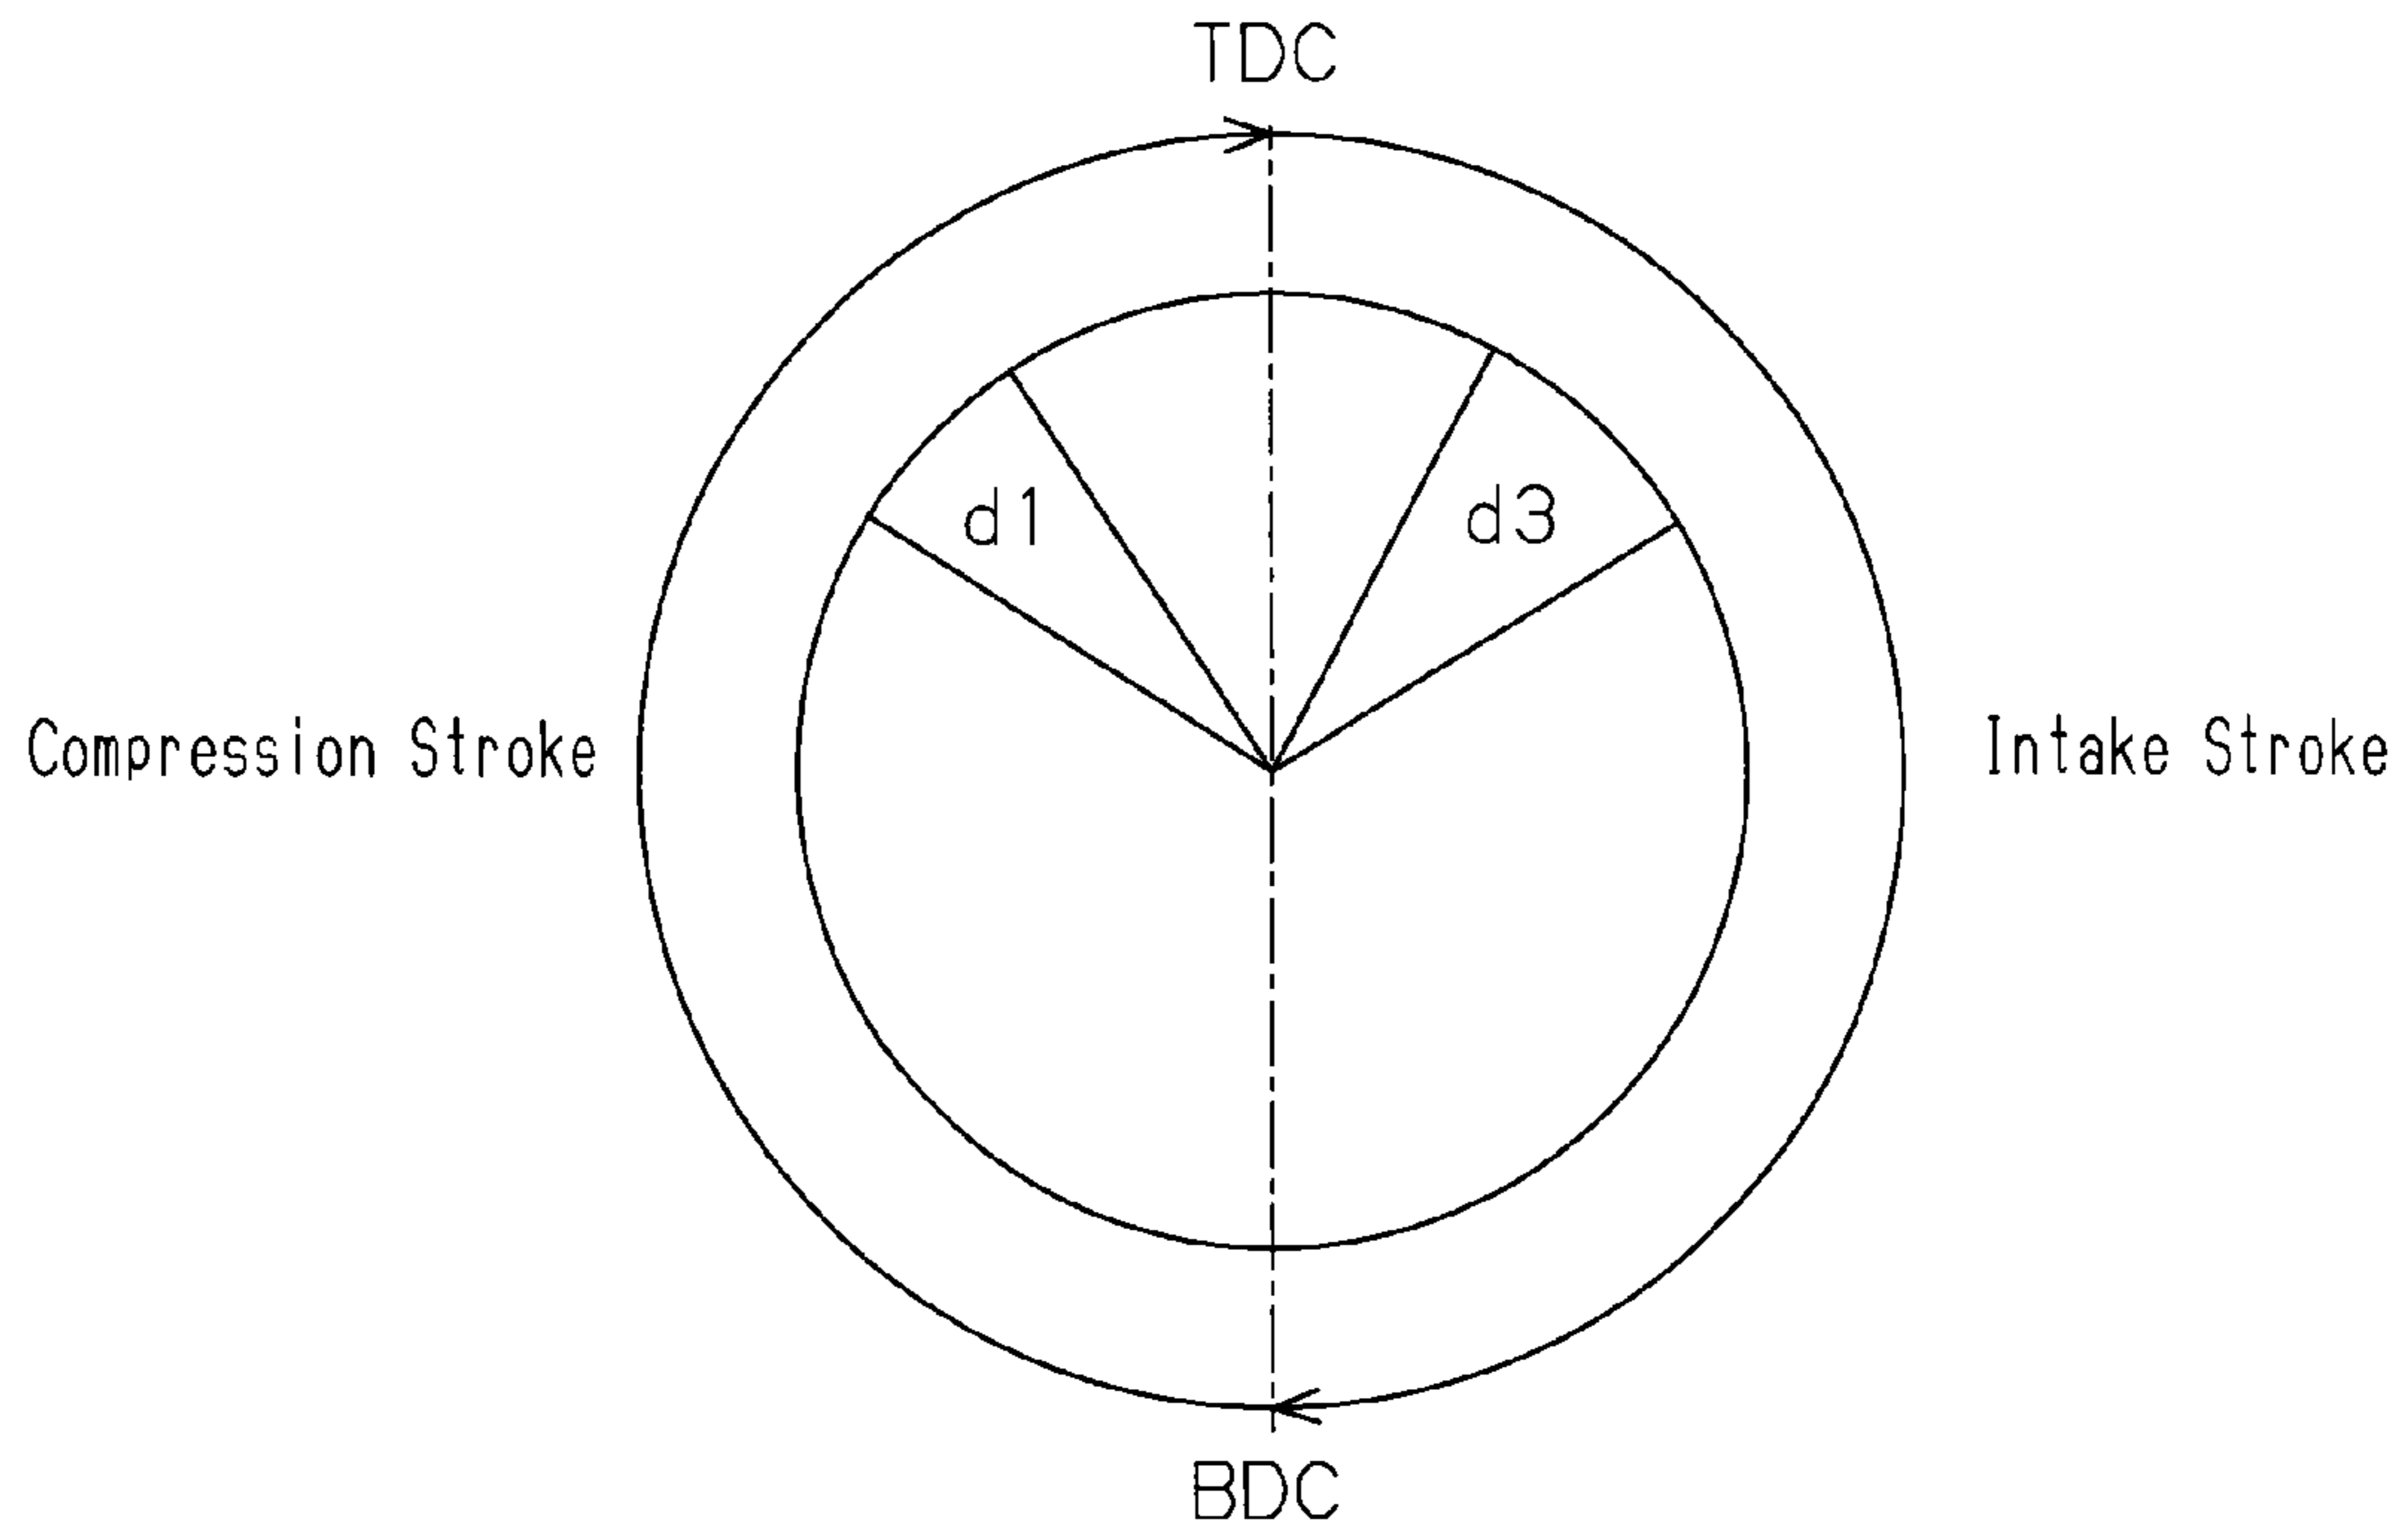 TDC
d1
d3
Compression Stroke
Intake Stroke
BDC